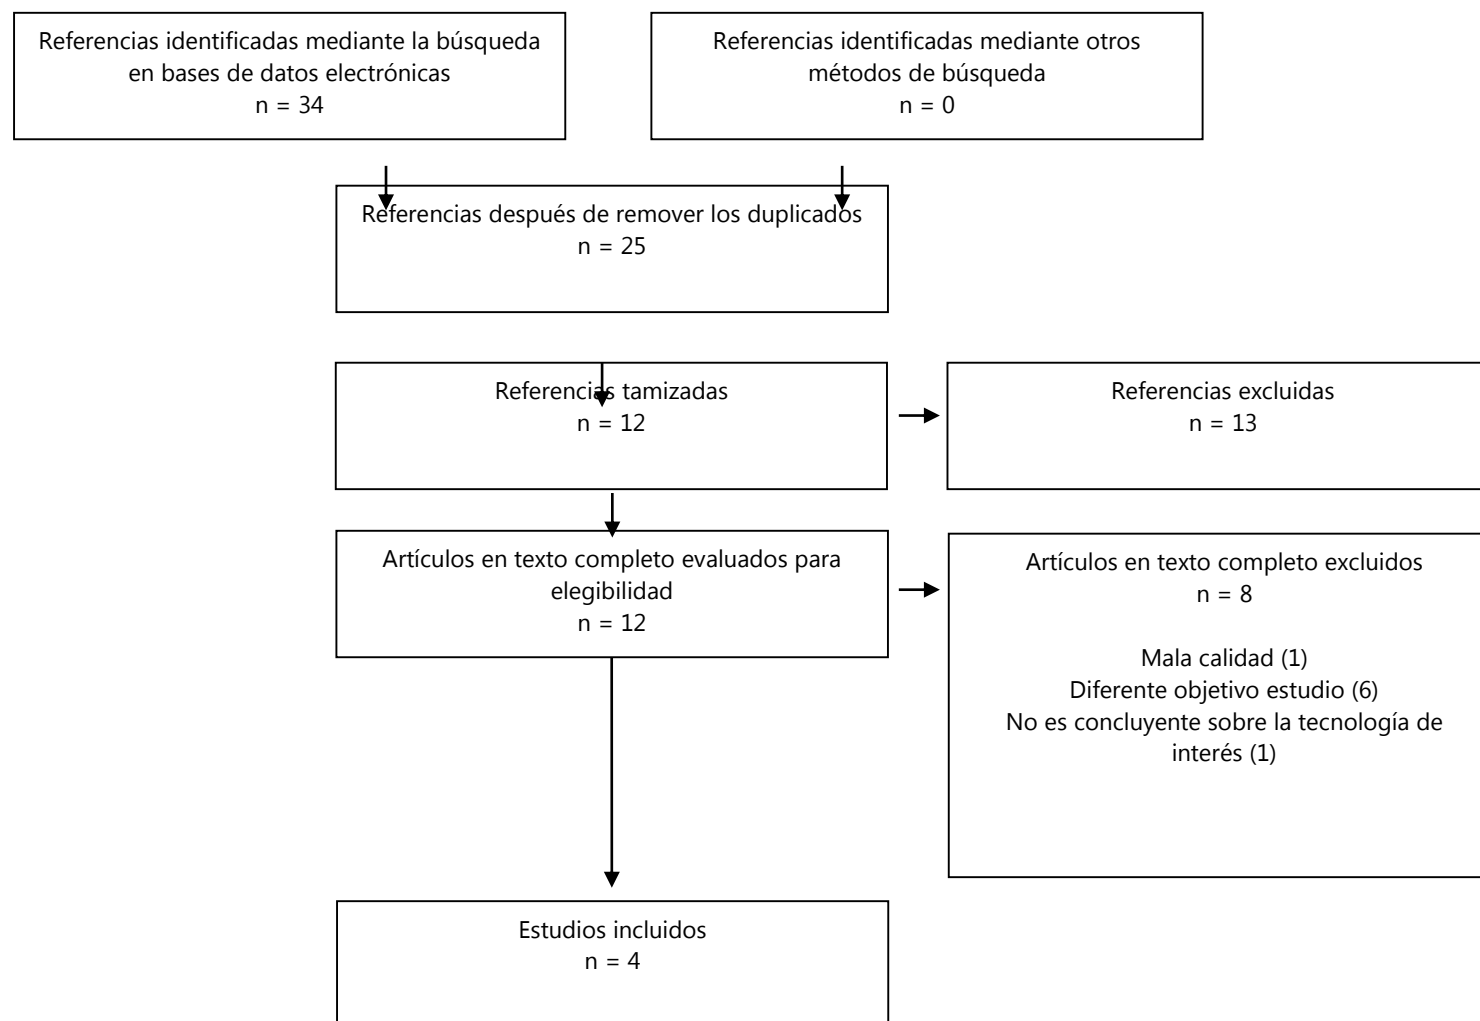 Referencias identificadas mediante la búsqueda
en bases de datos electrónicas
n = 34
Referencias identificadas mediante otros
métodos de búsqueda
n = 0
Referencias después de remover los duplicados
n = 25
Referencias tamizadas
n = 12
Referencias excluidas
n = 13
Artículos en texto completo evaluados para
elegibilidad
n = 12
Artículos en texto completo excluidos
n = 8
Mala calidad (1)
Diferente objetivo estudio (6)
No es concluyente sobre la tecnología de
interés (1)
Estudios incluidos
n = 4